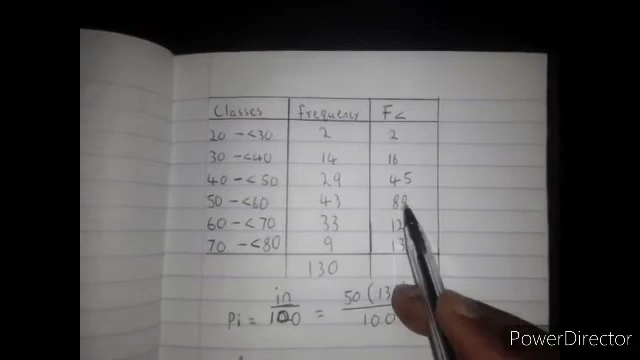 Classes frequency F<
20 -<30 2 2
30 -<40 14 16
40 -<50 29 45
50 -<60 43
60 -<70 33
70 -<80 9
130
Pi = in/100 = 50(13 /100
PowerDirector